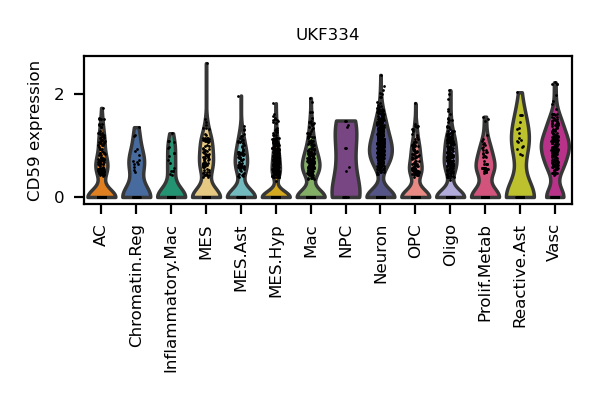 UKF334
CD59 expression
2
0
AC
Chromatin.Reg
Inflammatory.Mac
MES
MES.Ast
MES.Hyp
Mac
NPC
Neuron
OPC
Oligo
Prolif.Metab
Reactive.Ast
Vasc